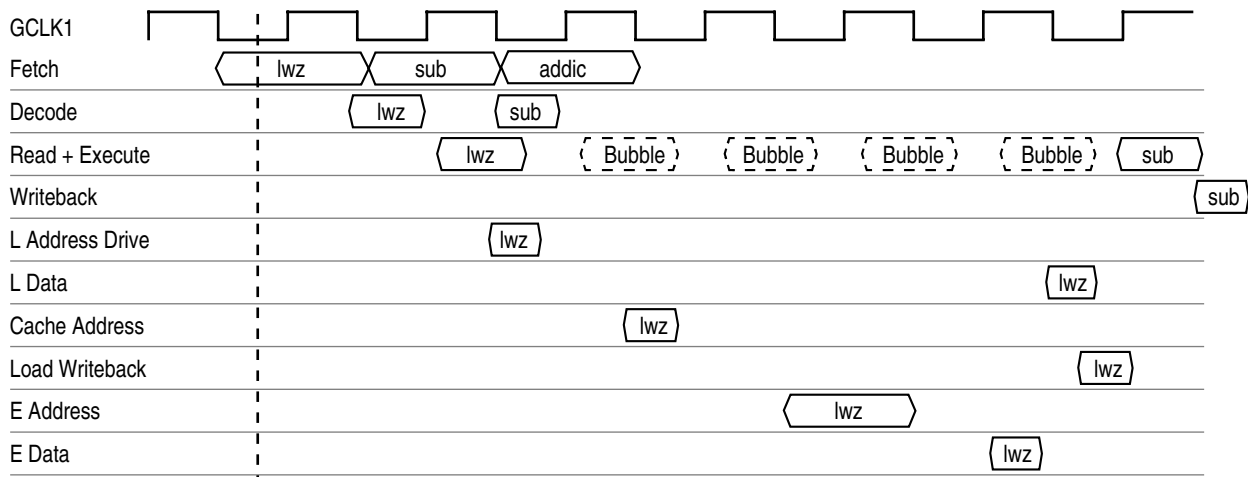 GCLK1
Fetch lwz sub addic
Decode lwz sub
Read + Execute lwz Bubble Bubble Bubble Bubble sub
Writeback sub
L Address Drive lwz
L Data lwz
Cache Address lwz
Load Writeback lwz
E Address lwz
E Data lwz